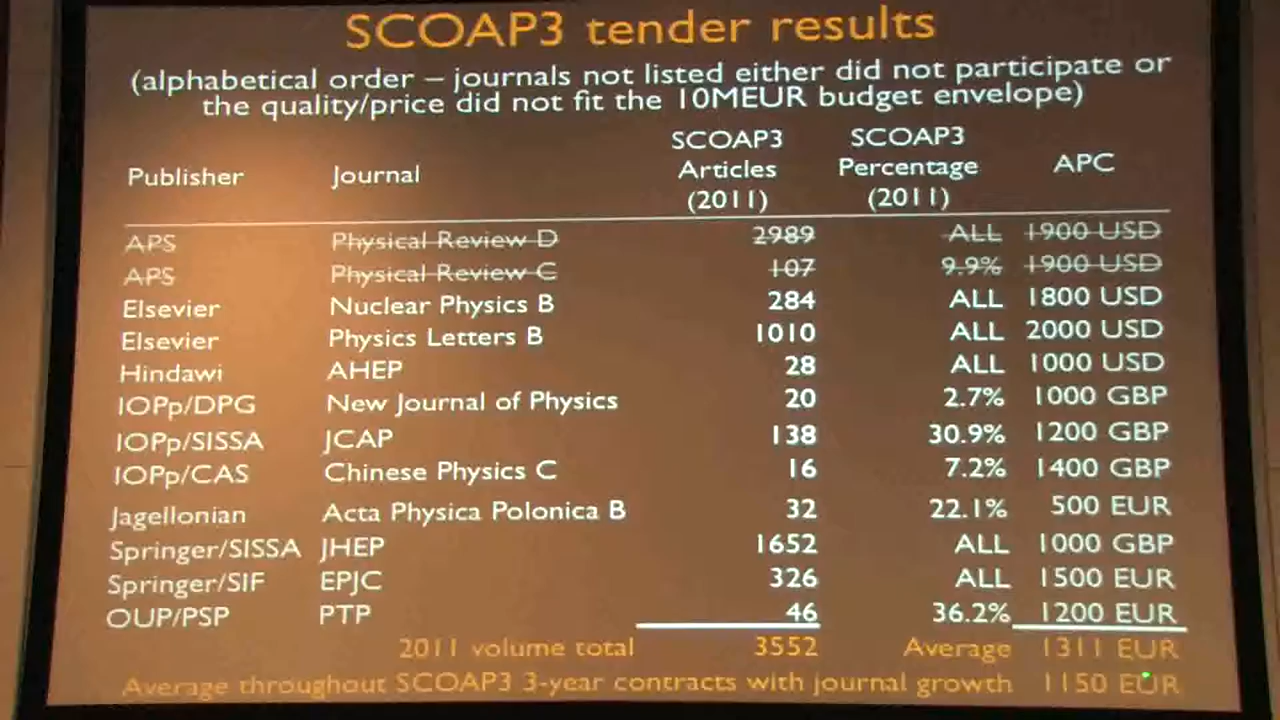 SCOAP3 tender results
(alphabetical order – journals not listed either did not participate or
the quality/price did not fit the 10MEUR budget envelope)
Publisher Journal SCOAP3 Articles (2011) SCOAP3 Percentage (2011) APC
APS Physical Review D 2989 ALL 1900 USD
APS Physical Review C 107 9.9% 1900 USD
Elsevier Nuclear Physics B 284 ALL 1800 USD
Elsevier Physics Letters B 1010 ALL 2000 USD
Hindawi AHEP 28 ALL 1000 USD
IOPp/DPG New Journal of Physics 20 2.7% 1000 GBP
IOPp/SISSA JCAP 138 30.9% 1200 GBP
IOPp/CAS Chinese Physics C 16 7.2% 1400 GBP
Jagellonian Acta Physica Polonica B 32 22.1% 500 EUR
Springer/SISSA JHEP 1652 ALL 1000 GBP
Springer/SIF EPJC 326 ALL 1500 EUR
OUP/PSP PTP 46 36.2% 1200 EUR
2011 volume total 3552 Average 1311 EUR
Average throughout SCOAP3 3-year contracts with journal growth 1150 EUR